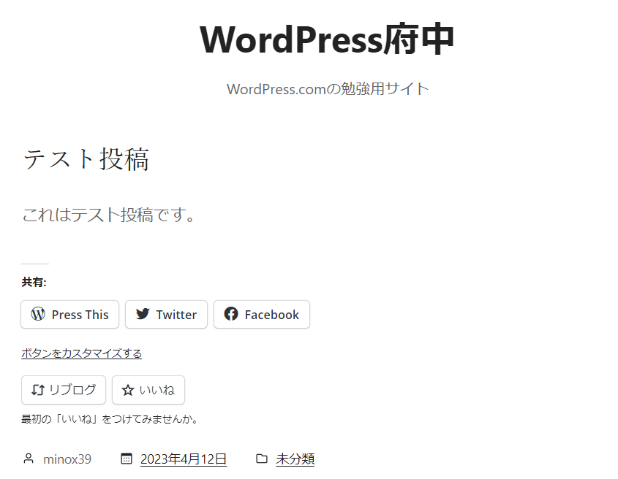 WordPress府中
WordPress.comの勉強用サイト
テスト投稿
これはテスト投稿です。
共有:
Press This Twitter Facebook
ボタンをカスタマイズする
リブログ いいね
最初の「いいね」をつけてみませんか。
minox39 2023年4月12日 未分類